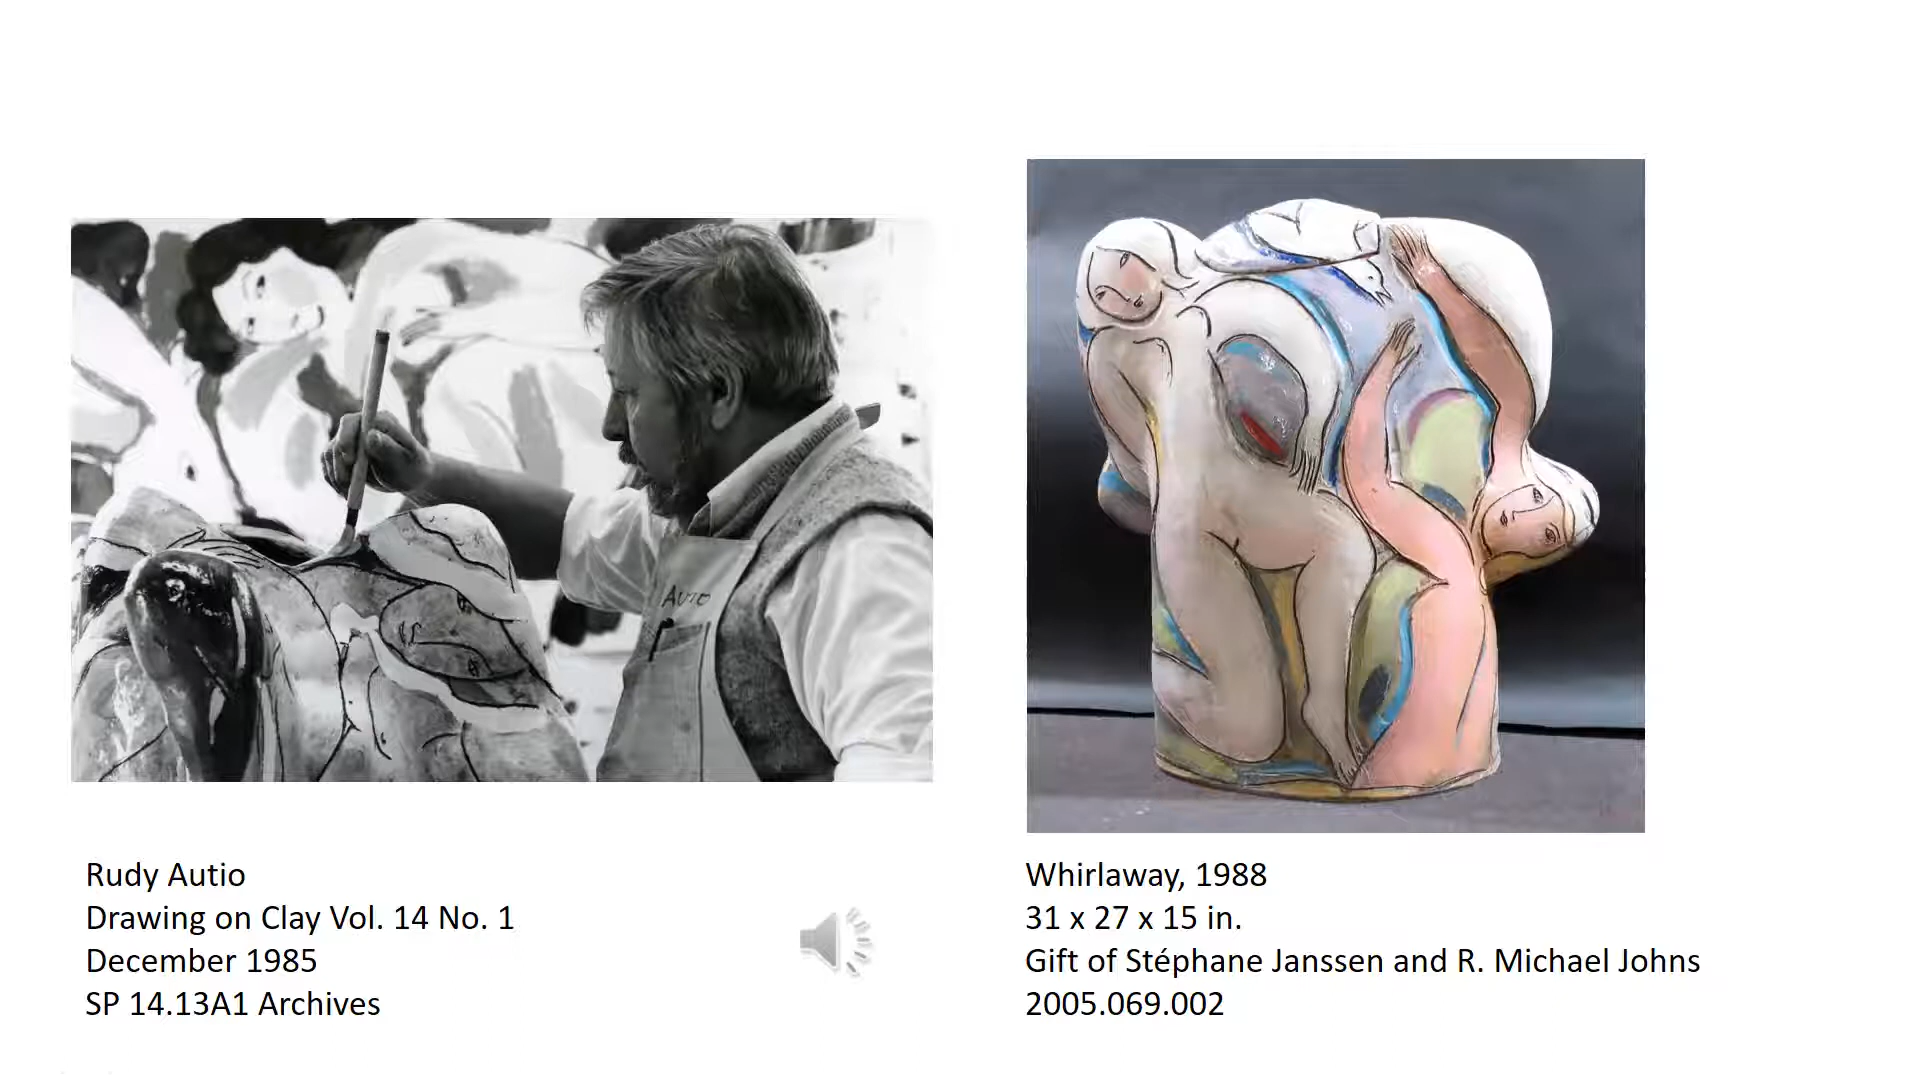 AUTIO
Rudy Autio
Drawing on Clay Vol. 14 No. 1
December 1985
SP 14.13A1 Archives
Whirlaway, 1988
31 x 27 x 15 in.
Gift of Stéphane Janssen and R. Michael Johns
2005.069.002